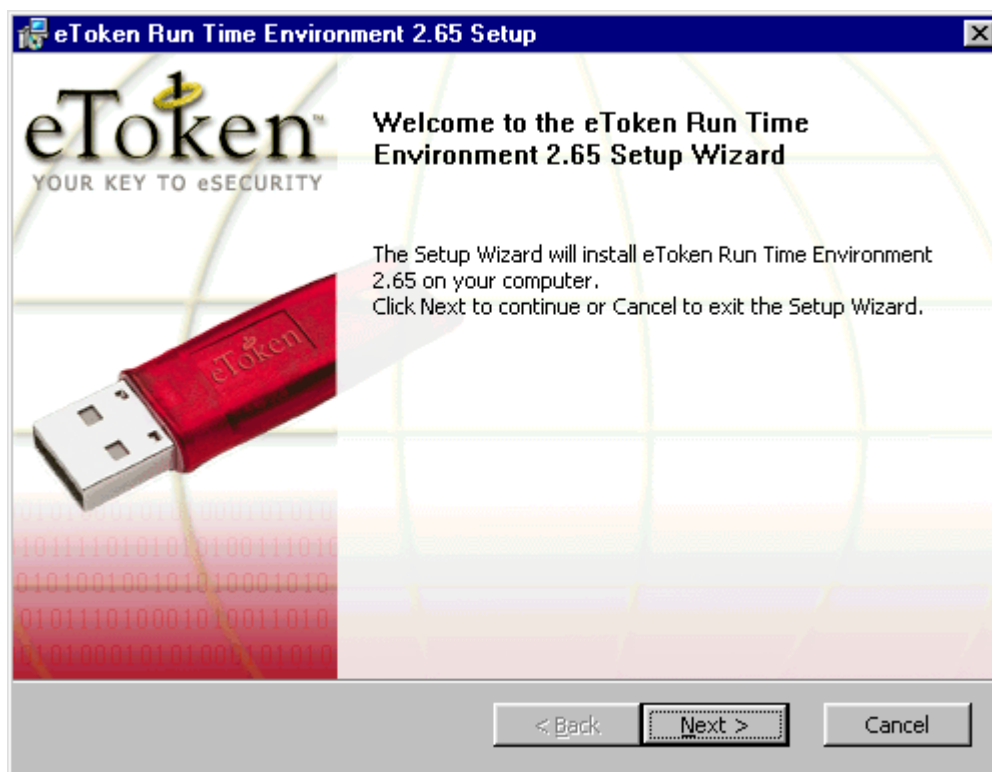 eToken Run Time Environment 2.65 Setup
eToken™
YOUR KEY TO eSECURITY
Welcome to the eToken Run Time
Environment 2.65 Setup Wizard
The Setup Wizard will install eToken Run Time Environment
2.65 on your computer.
Click Next to continue or Cancel to exit the Setup Wizard.
eToken
< Back
Next >
Cancel